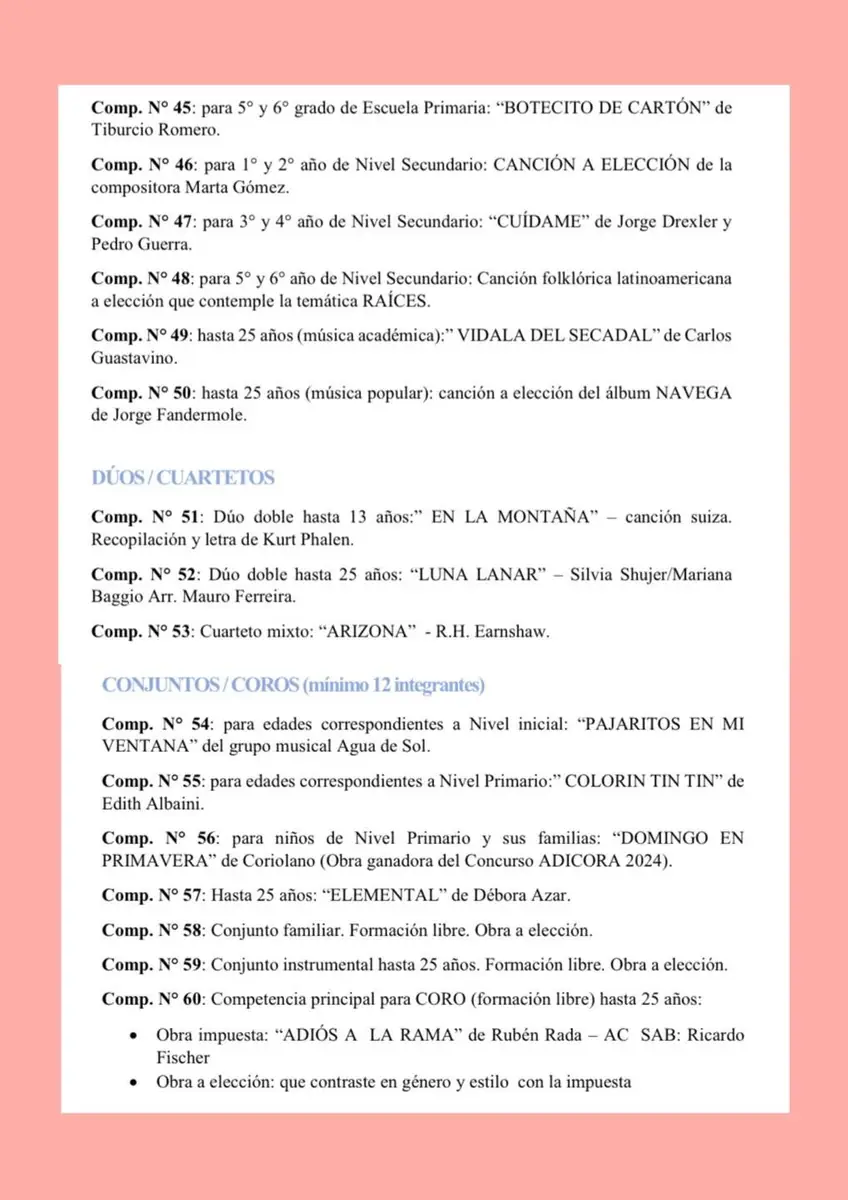 Comp. N° 45: para 5° y 6° grado de Escuela Primaria: “BOTECITO DE CARTÓN” de
Tiburcio Romero.
Comp. N° 46: para 1° y 2° año de Nivel Secundario: CANCIÓN A ELECCIÓN de la
compositora Marta Gómez.
Comp. N° 47: para 3° y 4° año de Nivel Secundario: “CUÍDAME” de Jorge Drexler y
Pedro Guerra.
Comp. N° 48: para 5° y 6° año de Nivel Secundario: Canción folklórica latinoamericana
a elección que contemple la temática RAÍCES.
Comp. N° 49: hasta 25 años (música académica):” VIDALA DEL SECADAL” de Carlos
Guastavino.
Comp. N° 50: hasta 25 años (música popular): canción a elección del álbum NAVEGA
de Jorge Fandermole.
DÚOS / CUARTETOS
Comp. N° 51: Dúo doble hasta 13 años:” EN LA MONTAÑA” – canción suiza.
Recopilación y letra de Kurt Phalen.
Comp. N° 52: Dúo doble hasta 25 años: “LUNA LANAR” – Silvia Shujer/Mariana
Baggio Arr. Mauro Ferreira.
Comp. N° 53: Cuarteto mixto: “ARIZONA” - R.H. Earnshaw.
CONJUNTOS / COROS (mínimo 12 integrantes)
Comp. N° 54: para edades correspondientes a Nivel inicial: “PAJARITOS EN MI
VENTANA” del grupo musical Agua de Sol.
Comp. N° 55: para edades correspondientes a Nivel Primario:” COLORIN TIN TIN” de
Edith Albaini.
Comp. N° 56: para niños de Nivel Primario y sus familias: “DOMINGO EN
PRIMAVERA” de Coriolano (Obra ganadora del Concurso ADICORA 2024).
Comp. N° 57: Hasta 25 años: “ELEMENTAL” de Débora Azar.
Comp. N° 58: Conjunto familiar. Formación libre. Obra a elección.
Comp. N° 59: Conjunto instrumental hasta 25 años. Formación libre. Obra a elección.
Comp. N° 60: Competencia principal para CORO (formación libre) hasta 25 años:
• Obra impuesta: “ADIÓS A LA RAMA” de Rubén Rada – AC SAB: Ricardo
Fischer
• Obra a elección: que contraste en género y estilo con la impuesta